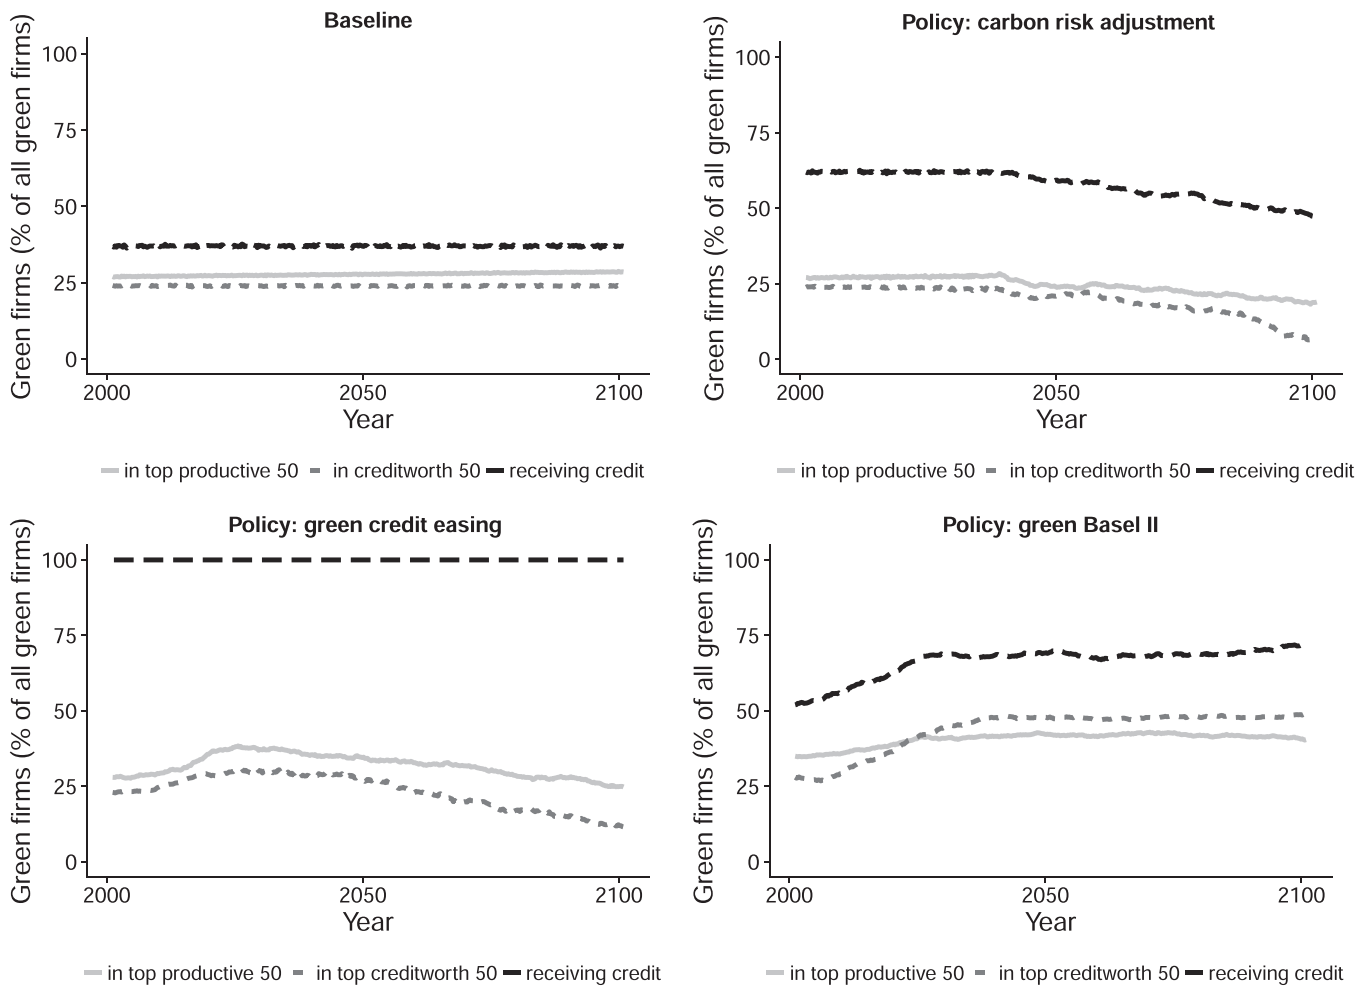 Baseline
Green firms (% of all green firms)
100
75
50
25
0
2000 2050 2100
Year
in top productive 50 in creditworth 50 receiving credit
Policy: carbon risk adjustment
Green firms (% of all green firms)
100
75
50
25
0
2000 2050 2100
Year
in top productive 50 in top creditworth 50 receiving credit
Policy: green credit easing
Green firms (% of all green firms)
100
75
50
25
0
2000 2050 2100
Year
in top productive 50 in top creditworth 50 receiving credit
Policy: green Basel II
Green firms (% of all green firms)
100
75
50
25
0
2000 2050 2100
Year
in top productive 50 in top creditworth 50 receiving credit